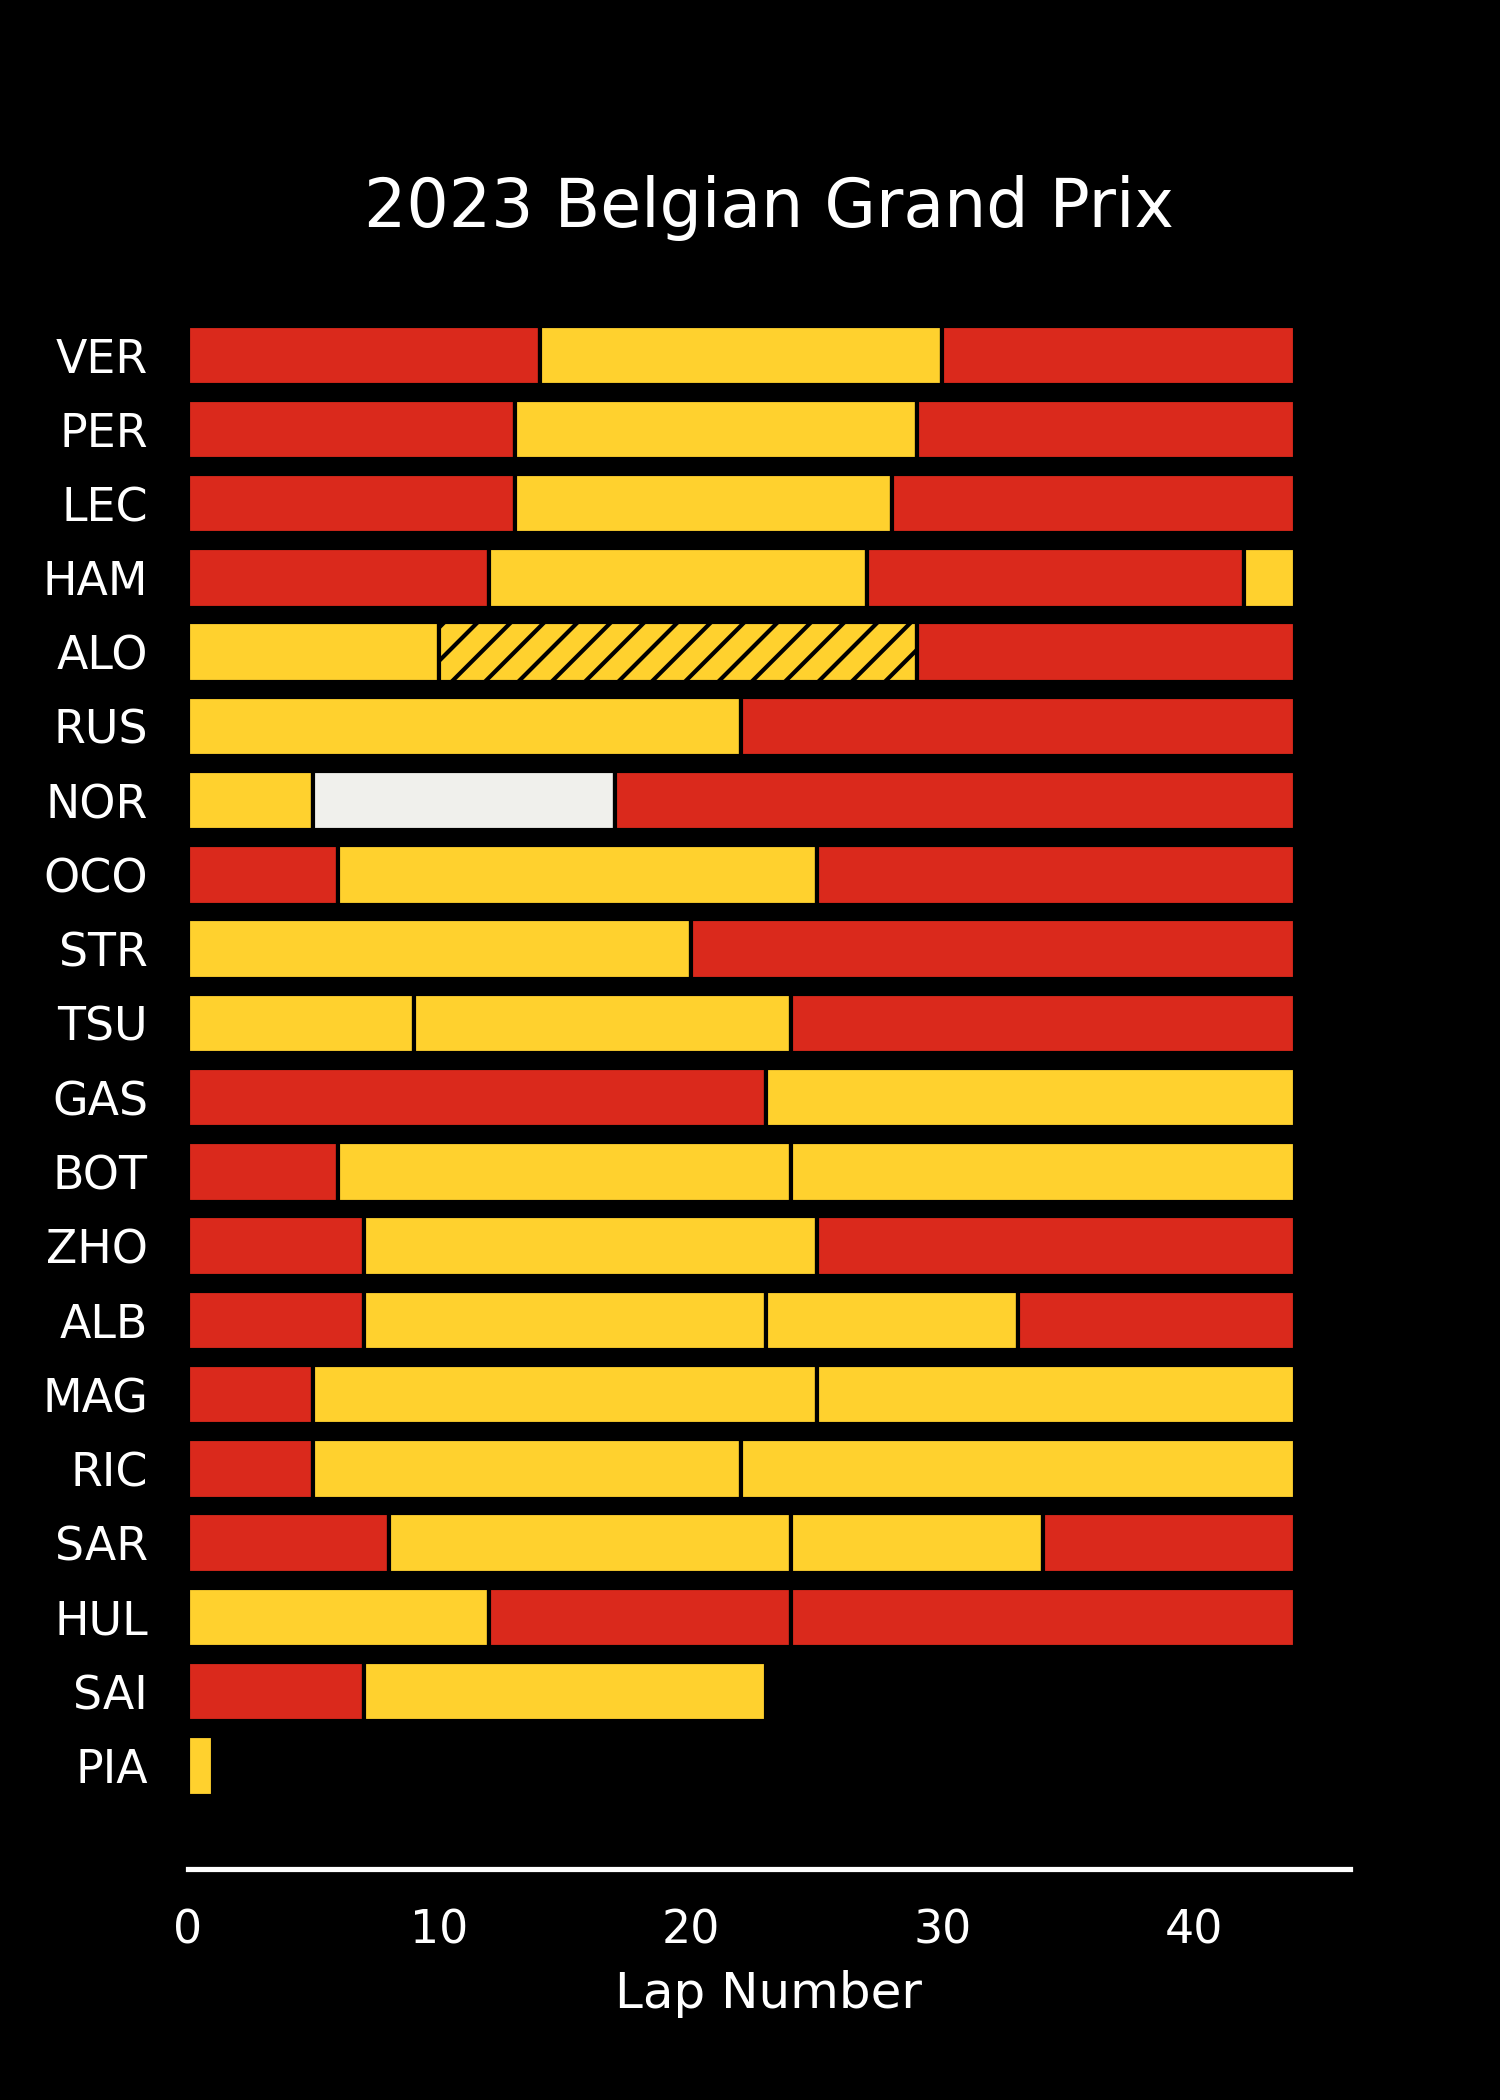 2023 Belgian Grand Prix
VER
PER
LEC
HAM
ALO
RUS
NOR
OCO
STR
TSU
GAS
BOT
ZHO
ALB
MAG
RIC
SAR
HUL
SAI
PIA
0 10 20 30 40
Lap Number